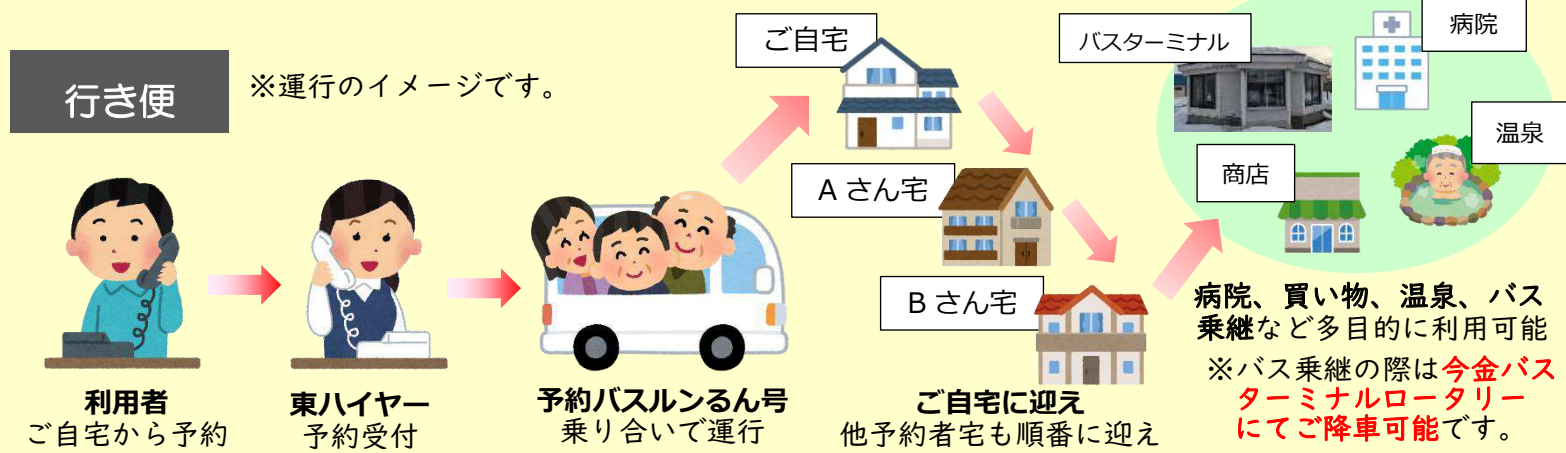 行き便
※運行のイメージです。
ご自宅
Aさん宅
Bさん宅
バスターミナル
病院
商店
温泉
利用者
ご自宅から予約
東ハイヤー
予約受付
予約バスルンるん号
乗り合いで運行
ご自宅に迎え
他予約者宅も順番に迎え
病院、買い物、温泉、バス
乗継など多目的に利用可能
※バス乗継の際は今金バス
ターミナルロータリー
にてご降車可能です。